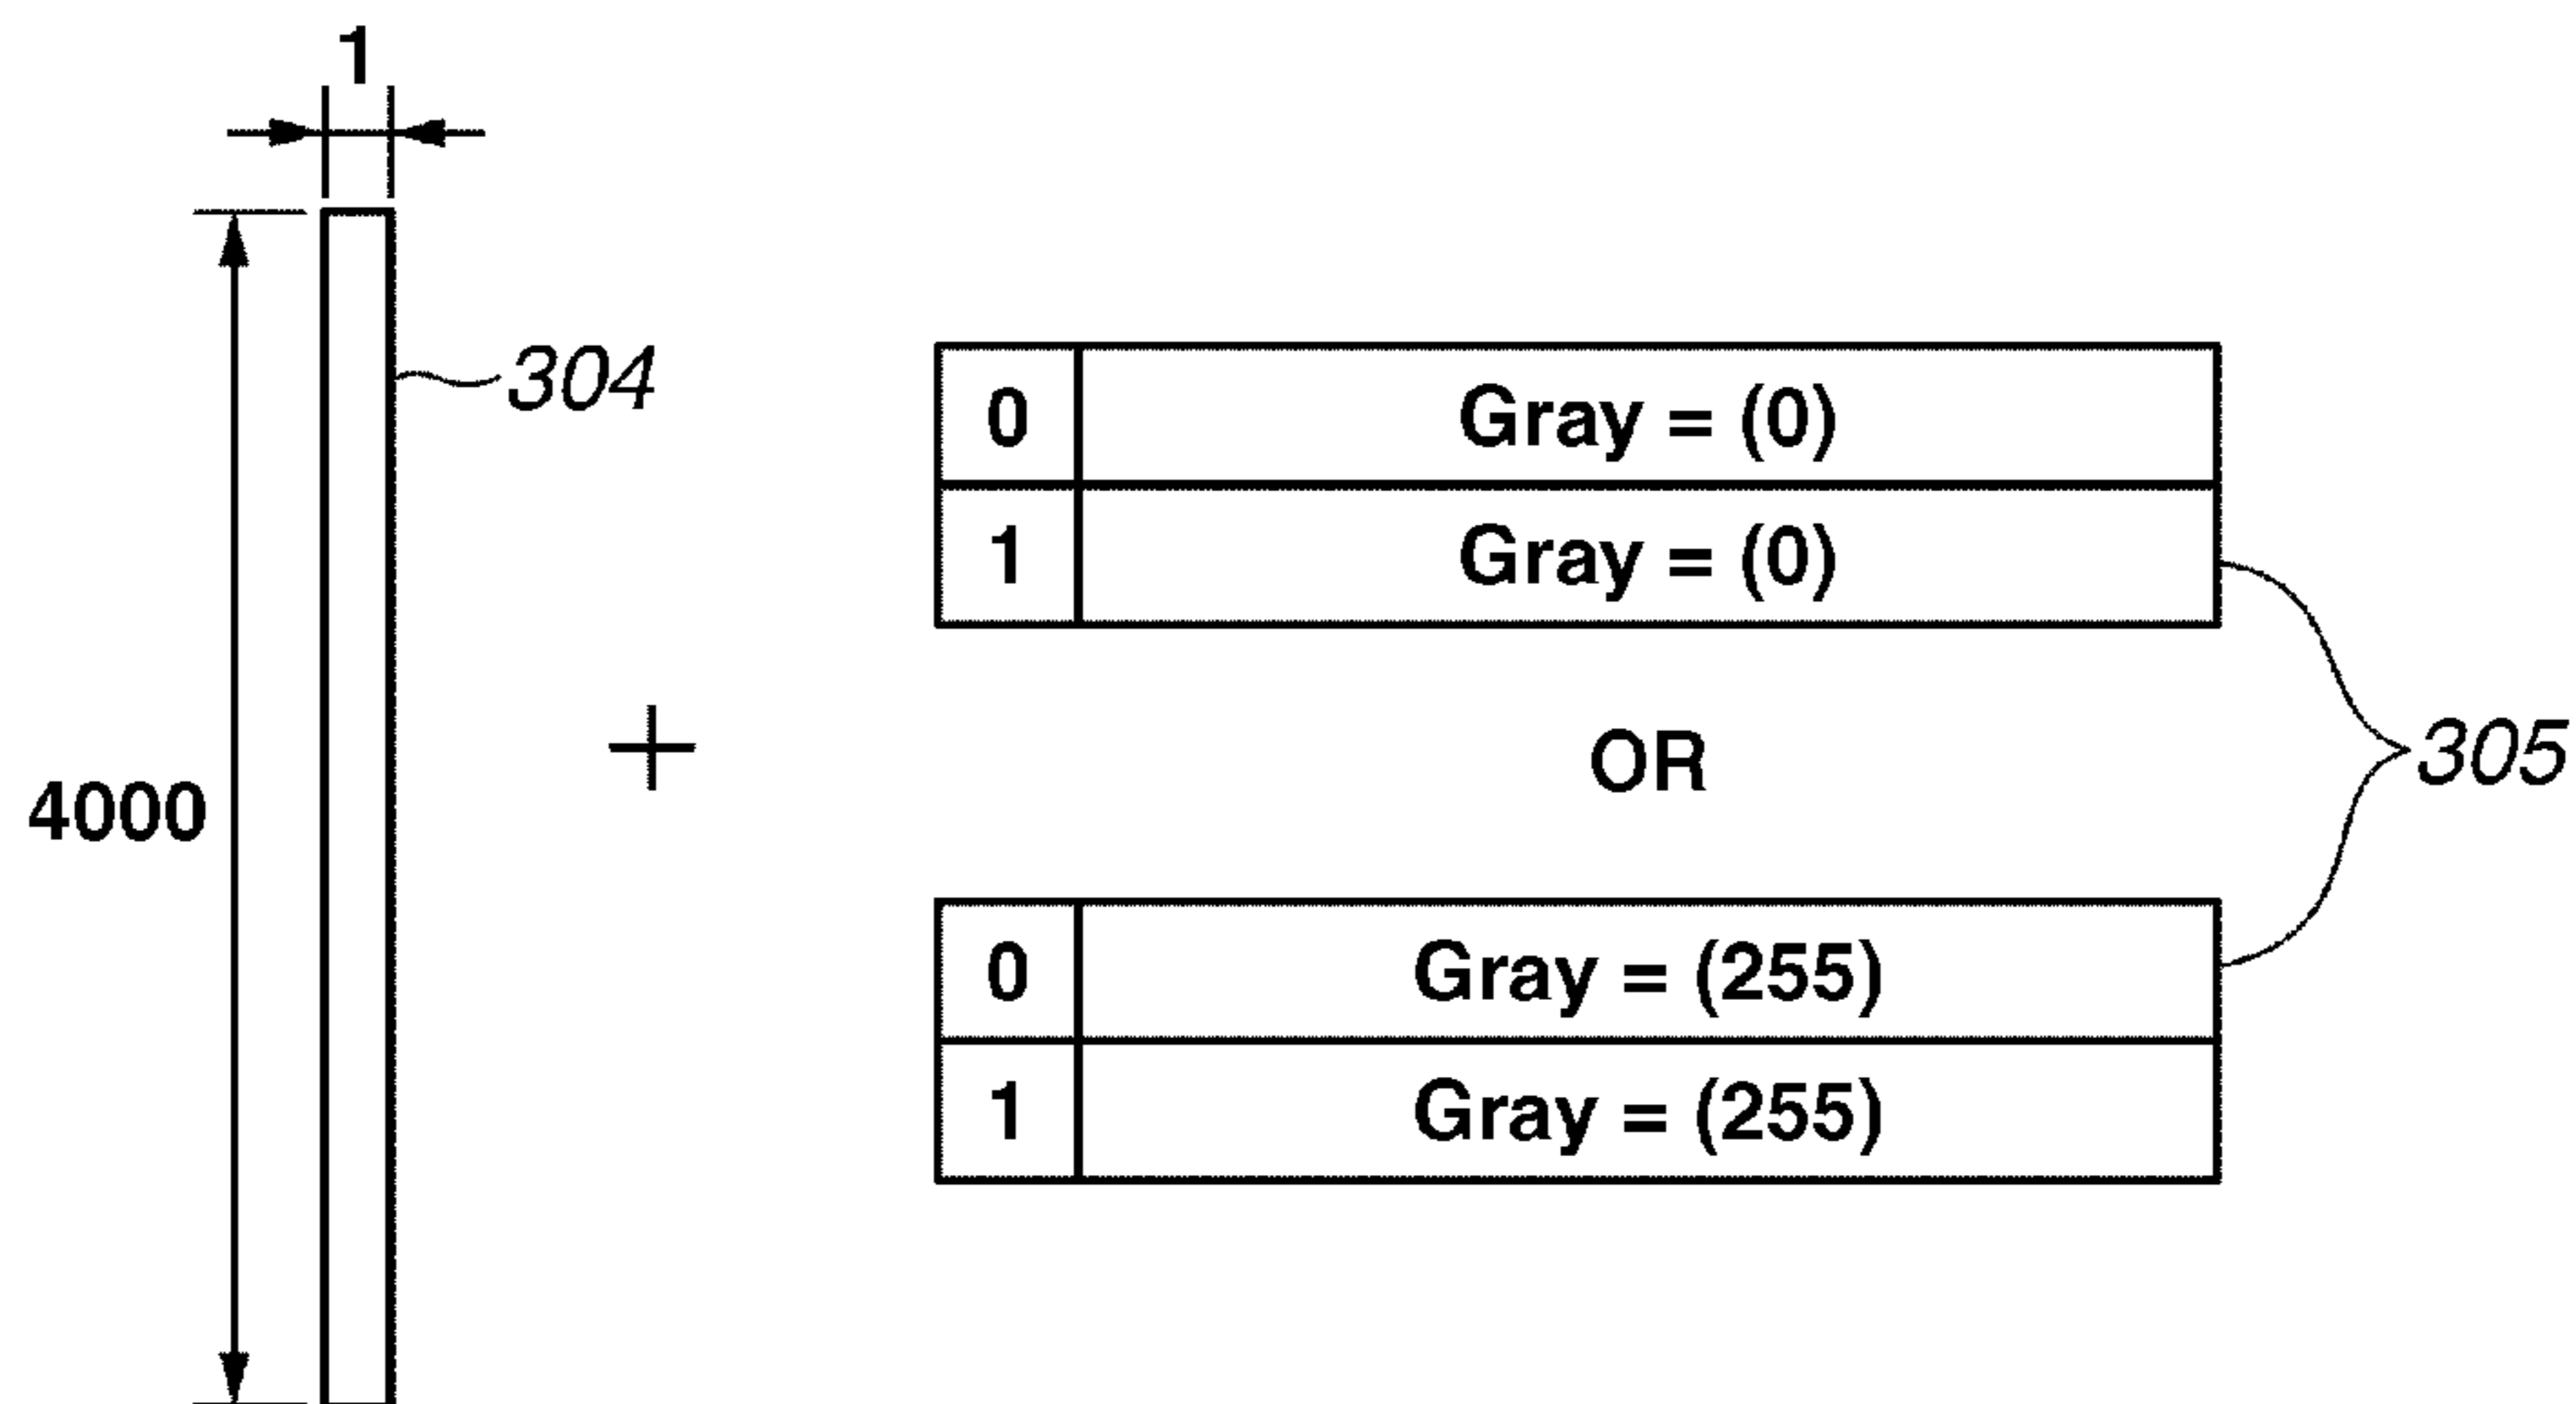 1
304
4000
0 Gray = (0)
1 Gray = (0)
+
OR
305
0 Gray = (255)
1 Gray = (255)